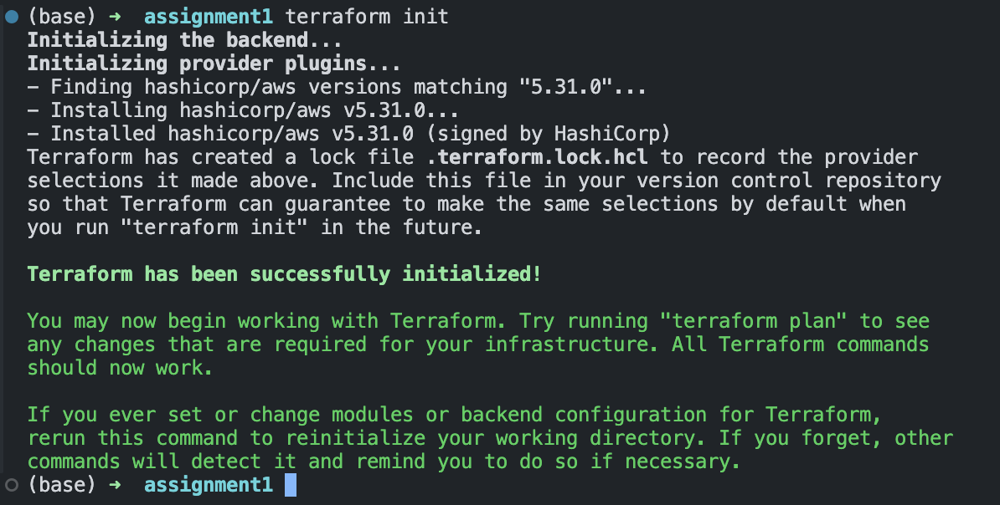 (base) ➜  assignment1 terraform init
Initializing the backend...
Initializing provider plugins...
- Finding hashicorp/aws versions matching "5.31.0"...
- Installing hashicorp/aws v5.31.0...
- Installed hashicorp/aws v5.31.0 (signed by HashiCorp)
Terraform has created a lock file .terraform.lock.hcl to record the provider
selections it made above. Include this file in your version control repository
so that Terraform can guarantee to make the same selections by default when
you run "terraform init" in the future.

Terraform has been successfully initialized!

You may now begin working with Terraform. Try running "terraform plan" to see
any changes that are required for your infrastructure. All Terraform commands
should now work.

If you ever set or change modules or backend configuration for Terraform,
rerun this command to reinitialize your working directory. If you forget, other
commands will detect it and remind you to do so if necessary.
(base) ➜  assignment1